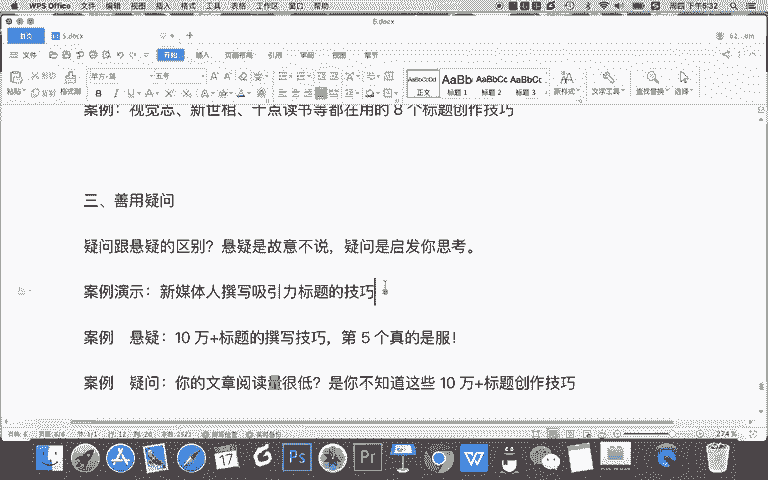 WPS Office 文件 编辑 视图 插入 格式 工具 表格 工作区 窗口 帮助 周四 下午5:32
5.docx
首页 5.docx
文件 开始 插入 页面布局 引用 审阅 视图 章节
剪切 五号
粘贴 格式刷 正文 标题 1 标题 2 标题 3 新样式 文字工具 查找替换 选择
案例：视觉志、新世相、十点读书等都在用的 8 个标题创作技巧
三、善用疑问
疑问跟悬疑的区别？悬疑是故意不说，疑问是启发你思考。
案例演示：新媒体人撰写吸引力标题的技巧
案例 悬疑：10 万+标题的撰写技巧，第 5 个真的是服！
案例 疑问：你的文章阅读量很低？是你不知道这些 10 万+标题创作技巧
274 %
17 Ps Pr W